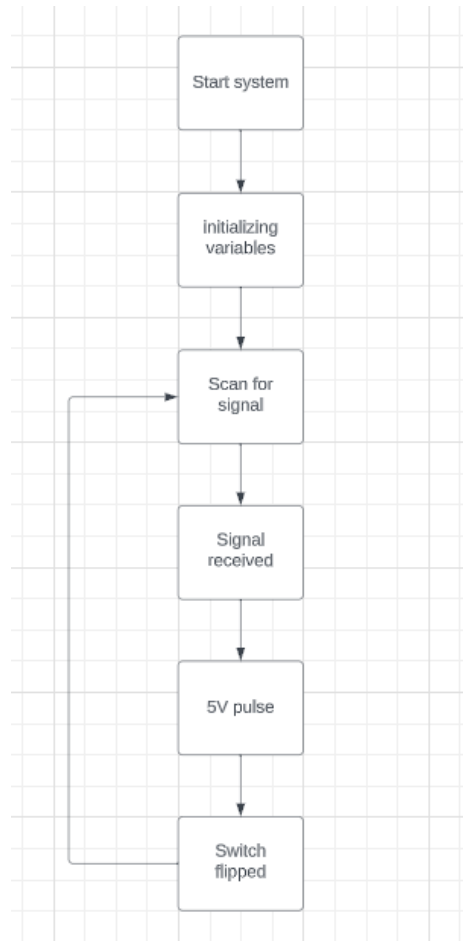 Start system
initializing
variables
Scan for
signal
Signal
received
5V pulse
Switch
flipped